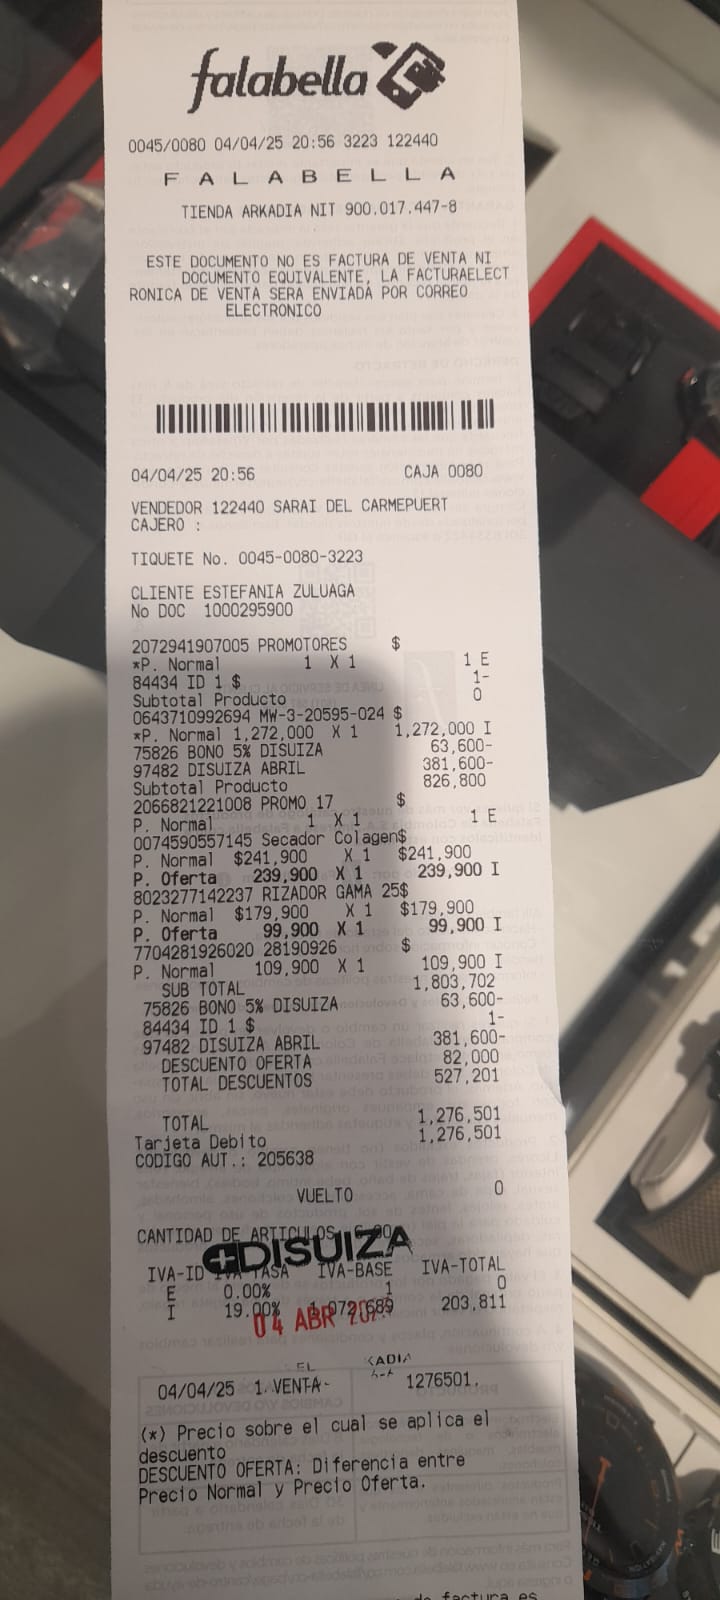 falabella
0045/0080 04/04/25 20:56 3223 122440
F A L A B E L L A
TIENDA ARKADIA NIT 900.017.447-8
ESTE DOCUMENTO NO ES FACTURA DE VENTA NI
DOCUMENTO EQUIVALENTE, LA FACTURAELECT
RONICA DE VENTA SERA ENVIADA POR CORREO
ELECTRONICO
04/04/25 20:56 CAJA 0080
VENDEDOR 122440 SARAI DEL CARMEPUERT
CAJERO :
TIQUETE No. 0045-0080-3223
CLIENTE ESTEFANIA ZULUAGA
No DOC 1000295900
2072941907005 PROMOTORES $
*P. Normal 1 X 1 1 E
84434 ID 1 $ 1-
Subtotal Producto 0
0643710992694 MW-3-20595-024 $
*P. Normal 1,272,000 X 1 1,272,000 I
75826 BONO 5% DISUIZA 63,600-
97482 DISUIZA ABRIL 381,600-
Subtotal Producto 826,800
2066821221008 PROMO 17 $
P. Normal 1 X 1 1 E
0074590557145 Secador Colagen$
P. Normal $241,900 X 1 $241,900
P. Oferta 239,900 X 1 239,900 I
8023277142237 RIZADOR GAMA 25$
P. Normal $179,900 X 1 $179,900
P. Oferta 99,900 X 1 99,900 I
7704281926020 28190926 $
P. Normal 109,900 X 1 109,900 I
SUB TOTAL 1,803,702
75826 BONO 5% DISUIZA 63,600-
84434 ID 1 $ 1-
97482 DISUIZA ABRIL 381,600-
DESCUENTO OFERTA 82,000
TOTAL DESCUENTOS 527,201
TOTAL 1,276,501
Tarjeta Debito 1,276,501
CODIGO AUT.: 205638
VUELTO 0
CANTIDAD DE ARTICULOS
DISUIZA
IVA-ID IVA-TASA IVA-BASE IVA-TOTAL
E 0.00% 1 0
I 19.00% 1,072,689 203,811
04 ABR
04/04/25 1 VENTA 1276501.
(*) Precio sobre el cual se aplica el
descuento
DESCUENTO OFERTA: Diferencia entre
Precio Normal y Precio Oferta.